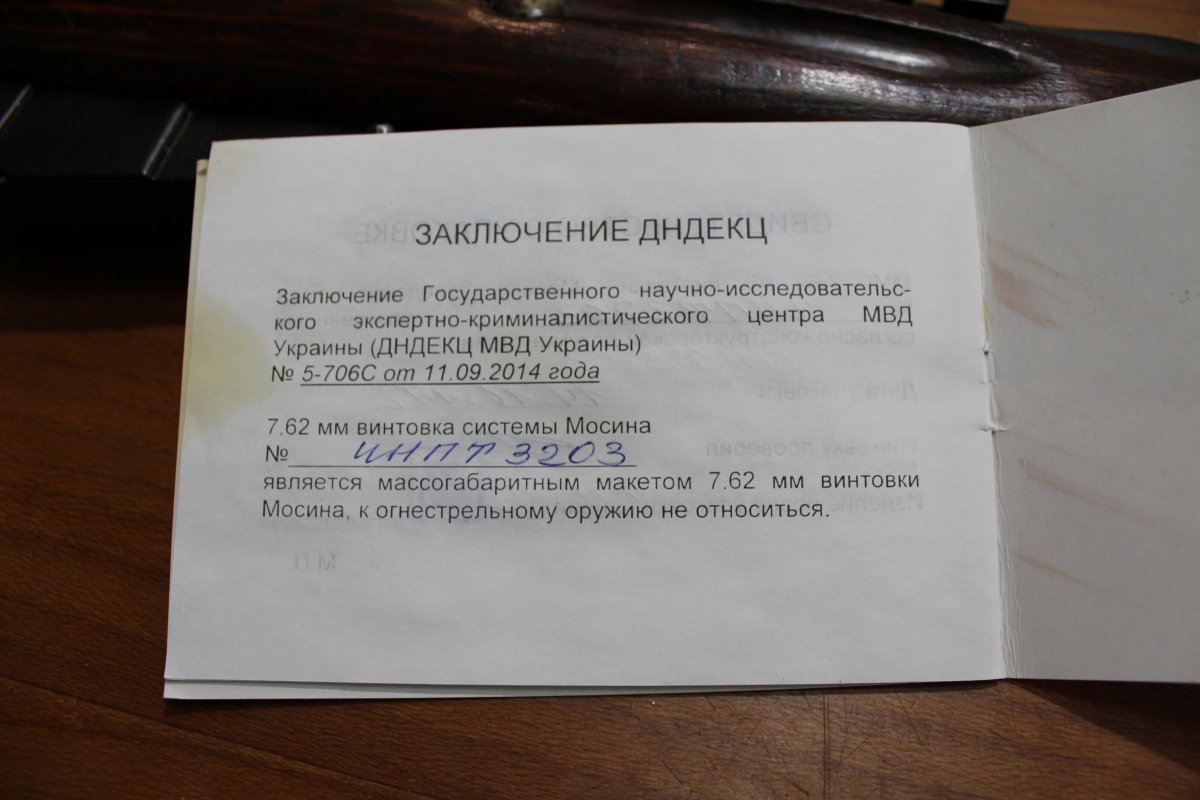 ЗАКЛЮЧЕНИЕ ДНДЕКЦ
Заключение Государственного научно-исследовательс-
кого экспертно-криминалистического центра МВД
Украины (ДНДЕКЦ МВД Украины)
№ 5-706С от 11.09.2014 года
7.62 мм винтовка системы Мосина
№ ИНПТ 3203
является массогабаритным макетом 7.62 мм винтовки
Мосина, к огнестрельному оружию не относиться.